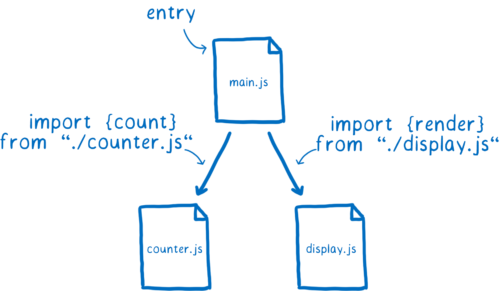 entry
main.js
import {count}
from “./counter.js“
import {render}
from “./display.js“
counter.js
display.js